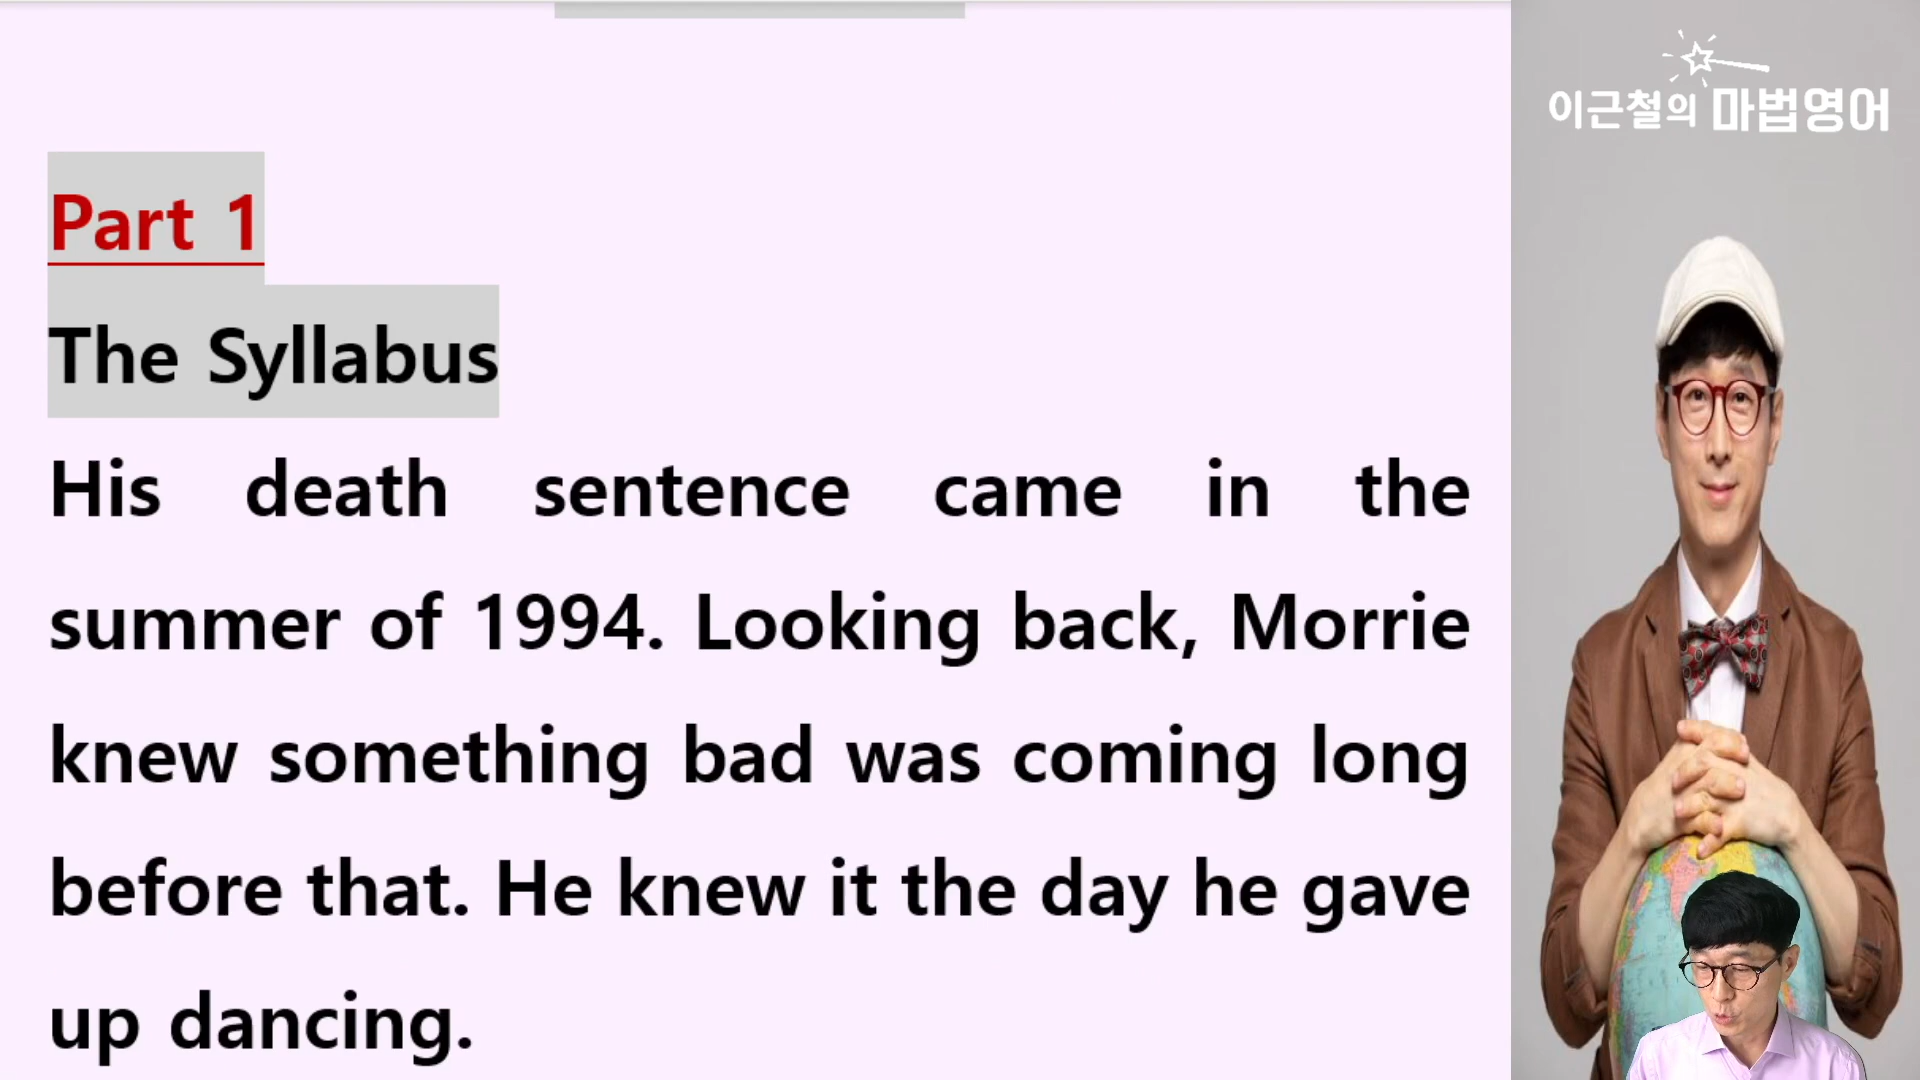 이근철의 마법영어
Part 1
The Syllabus
His death sentence came in the
summer of 1994. Looking back, Morrie
knew something bad was coming long
before that. He knew it the day he gave
up dancing.